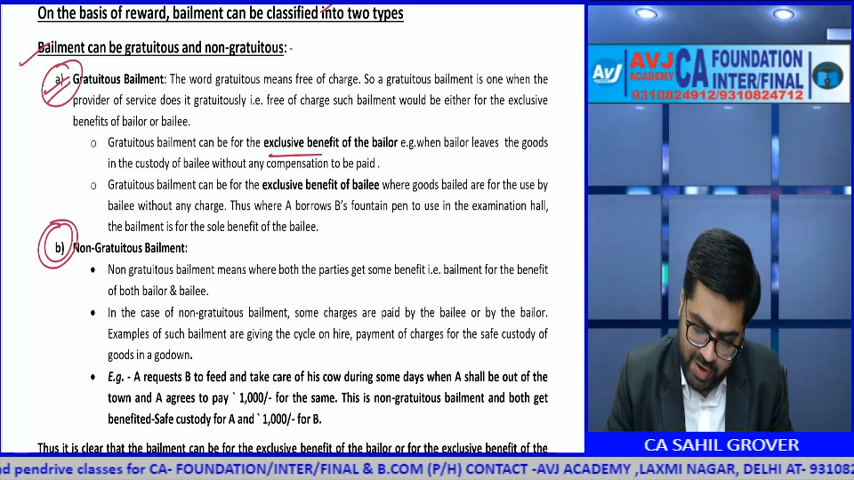 On the basis of reward, bailment can be classified into two types
Bailment can be gratuitous and non-gratuitous: -
a) Gratuitous Bailment: The word gratuitous means free of charge. So a gratuitous bailment is one when the
provider of service does it gratuitously i.e. free of charge such bailment would be either for the exclusive
benefits of bailor or bailee.
o Gratuitous bailment can be for the exclusive benefit of the bailor e.g.when bailor leaves the goods
in the custody of bailee without any compensation to be paid .
o Gratuitous bailment can be for the exclusive benefit of bailee where goods bailed are for the use by
bailee without any charge. Thus where A borrows B's fountain pen to use in the examination hall,
the bailment is for the sole benefit of the bailee.
b) Non-Gratuitous Bailment:
• Non gratuitous bailment means where both the parties get some benefit i.e. bailment for the benefit
of both bailor & bailee.
• In the case of non-gratuitous bailment, some charges are paid by the bailee or by the bailor.
Examples of such bailment are giving the cycle on hire, payment of charges for the safe custody of
goods in a godown.
• E.g. - A requests B to feed and take care of his cow during some days when A shall be out of the
town and A agrees to pay ` 1,000/- for the same. This is non-gratuitous bailment and both get
benefited-Safe custody for A and ` 1,000/- for B.
Thus it is clear that the bailment can be for the exclusive benefit of the bailor or for the exclusive benefit of the
AVJ
AVJ
ACADEMY
CA FOUNDATION
INTER/FINAL
9310824912/9310824712
CA SAHIL GROVER
nd pendrive classes for CA- FOUNDATION/INTER/FINAL & B.COM (P/H) CONTACT -AVJ ACADEMY ,LAXMI NAGAR, DELHI AT- 931082